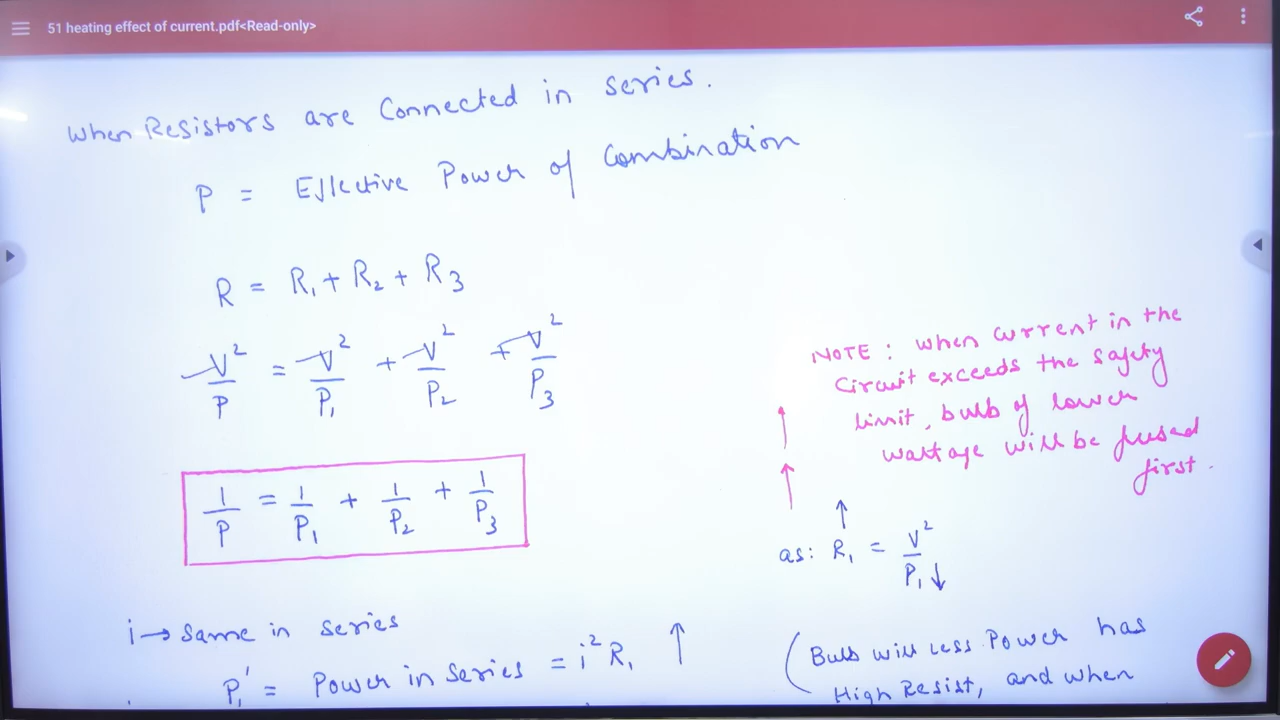 51 heating effect of current.pdf<Read-only>
When Resistors are Connected in series.
P = Effective Power of Combination
R = R₁ + R₂ + R₃
V²/P = V²/P₁ + V²/P₂ + V²/P₃
1/P = 1/P₁ + 1/P₂ + 1/P₃
i → Same in series
P₁' = Power in series = i²R₁ ↑
NOTE : When current in the
Circuit exceeds the safety
limit, bulb of lower
wattage will be fused
first.
as: R₁ ↑ = V²/P₁ ↓
(Bulb will less Power has
High Resist, and when